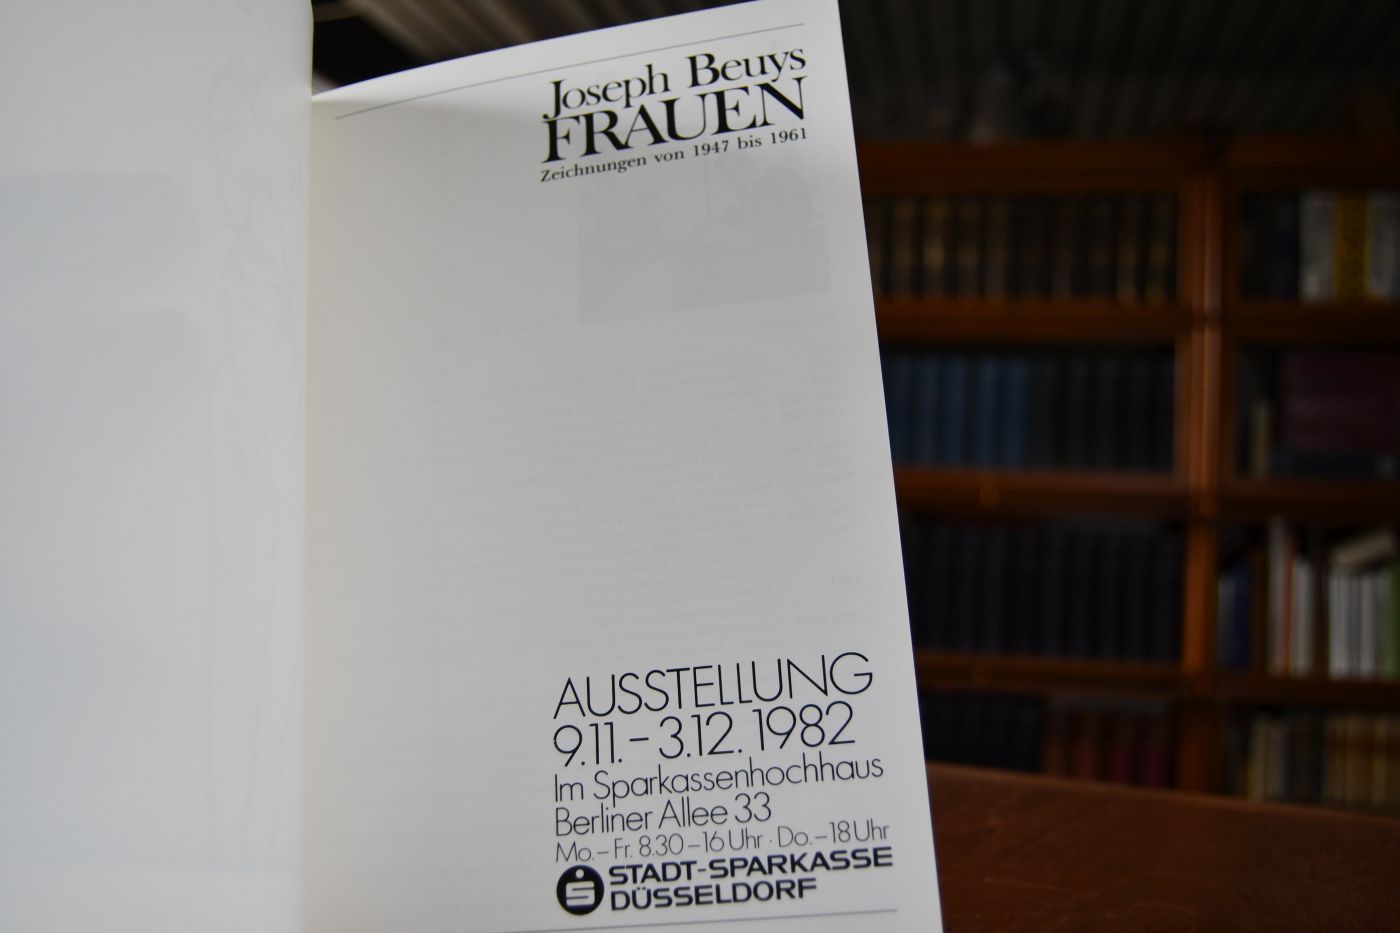 Joseph Beuys
FRAUEN
Zeichnungen von 1947 bis 1961
AUSSTELLUNG
9.11.–3.12.1982
Im Sparkassenhochhaus
Berliner Allee 33
Mo.–Fr. 8.30–16 Uhr · Do.–18 Uhr
STADT-SPARKASSE
DÜSSELDORF